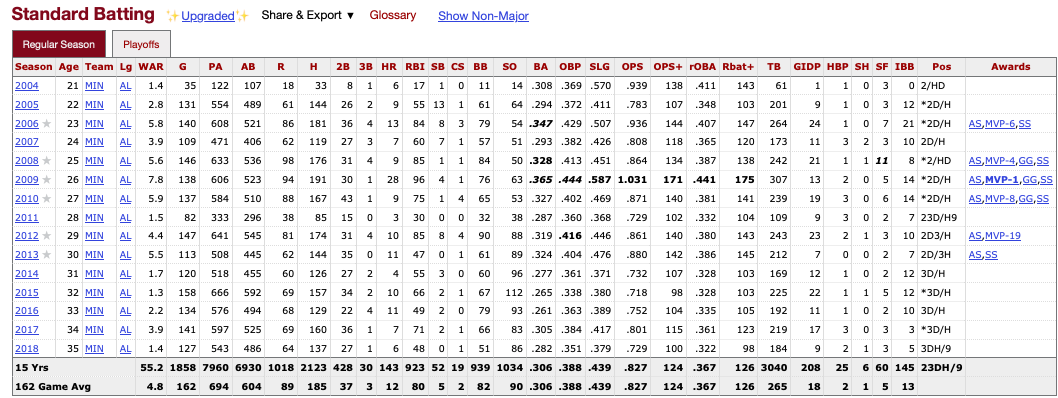 Standard Batting ✨Upgraded✨ Share & Export ▼ Glossary Show Non-Major
Regular Season Playoffs
Season Age Team Lg WAR G PA AB R H 2B 3B HR RBI SB CS BB SO BA OBP SLG OPS OPS+ rOBA Rbat+ TB GIDP HBP SH SF IBB Pos Awards
2004 21 MIN AL 1.4 35 122 107 18 33 8 1 6 17 1 0 11 14 .308 .369 .570 .939 138 .411 143 61 1 1 0 3 0 2/HD
2005 22 MIN AL 2.8 131 554 489 61 144 26 2 9 55 13 1 61 64 .294 .372 .411 .783 107 .348 103 201 9 1 0 3 12 *2D/H
2006 ★ 23 MIN AL 5.8 140 608 521 86 181 36 4 13 84 8 3 79 54 .347 .429 .507 .936 144 .407 147 264 24 1 0 7 21 *2D/H AS,MVP-6,SS
2007 24 MIN AL 3.9 109 471 406 62 119 27 3 7 60 7 1 57 51 .293 .382 .426 .808 118 .365 120 173 11 3 2 3 10 2D/H
2008 ★ 25 MIN AL 5.6 146 633 536 98 176 31 4 9 85 1 1 84 50 .328 .413 .451 .864 134 .387 138 242 21 1 1 11 8 *2/HD AS,MVP-4,GG,SS
2009 ★ 26 MIN AL 7.8 138 606 523 94 191 30 1 28 96 4 1 76 63 .365 .444 .587 1.031 171 .441 175 307 13 2 0 5 14 *2D/H AS,MVP-1,GG,SS
2010 ★ 27 MIN AL 5.9 137 584 510 88 167 43 1 9 75 1 4 65 53 .327 .402 .469 .871 140 .381 141 239 19 3 0 6 14 *2D/H AS,MVP-8,GG,SS
2011 28 MIN AL 1.5 82 333 296 38 85 15 0 3 30 0 0 32 38 .287 .360 .368 .729 102 .332 104 109 9 3 0 2 7 23DH/9
2012 ★ 29 MIN AL 4.4 147 641 545 81 174 31 4 10 85 8 4 90 88 .319 .416 .446 .861 140 .380 143 243 23 2 1 3 10 2D3/H AS,MVP-19
2013 ★ 30 MIN AL 5.5 113 508 445 62 144 35 0 11 47 0 1 61 89 .324 .404 .476 .880 142 .386 145 212 7 0 0 2 7 2D/3H AS,SS
2014 31 MIN AL 1.7 120 518 455 60 126 27 2 4 55 3 0 60 96 .277 .361 .371 .732 107 .328 103 169 12 1 0 2 12 3D/H
2015 32 MIN AL 1.3 158 666 592 69 157 34 2 10 66 2 1 67 112 .265 .338 .380 .718 98 .328 103 225 22 1 1 5 12 *3D/H
2016 33 MIN AL 2.2 134 576 494 68 129 22 4 11 49 2 0 79 93 .261 .363 .389 .752 104 .335 105 192 11 1 0 2 10 3D/H
2017 34 MIN AL 3.9 141 597 525 69 160 36 1 7 71 2 1 66 83 .305 .384 .417 .801 115 .361 123 219 17 3 0 3 3 *3D/H
2018 35 MIN AL 1.4 127 543 486 64 137 27 1 6 48 0 1 51 86 .282 .351 .379 .729 100 .322 98 184 9 2 1 3 5 3DH/9
15 Yrs 55.2 1858 7960 6930 1018 2123 428 30 143 923 52 19 939 1034 .306 .388 .439 .827 124 .367 126 3040 208 25 6 60 145 23DH/9
162 Game Avg 4.8 162 694 604 89 185 37 3 12 80 5 2 82 90 .306 .388 .439 .827 124 .367 126 265 18 2 1 5 13